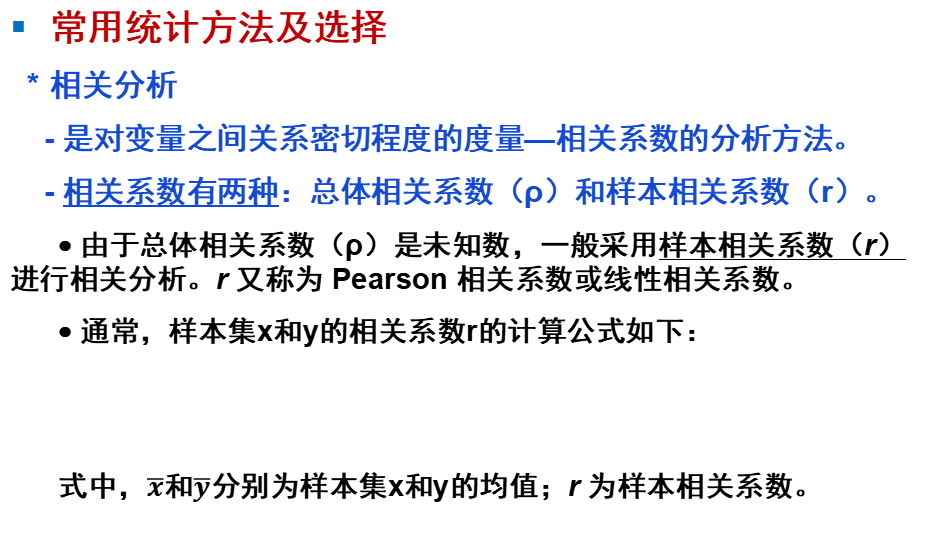 ▪ 常用统计方法及选择
* 相关分析
- 是对变量之间关系密切程度的度量—相关系数的分析方法。
- 相关系数有两种：总体相关系数（ρ）和样本相关系数（r）。
● 由于总体相关系数（ρ）是未知数，一般采用样本相关系数（r）
进行相关分析。r 又称为 Pearson 相关系数或线性相关系数。
● 通常，样本集x和y的相关系数r的计算公式如下：
式中，x̅和y̅分别为样本集x和y的均值；r 为样本相关系数。